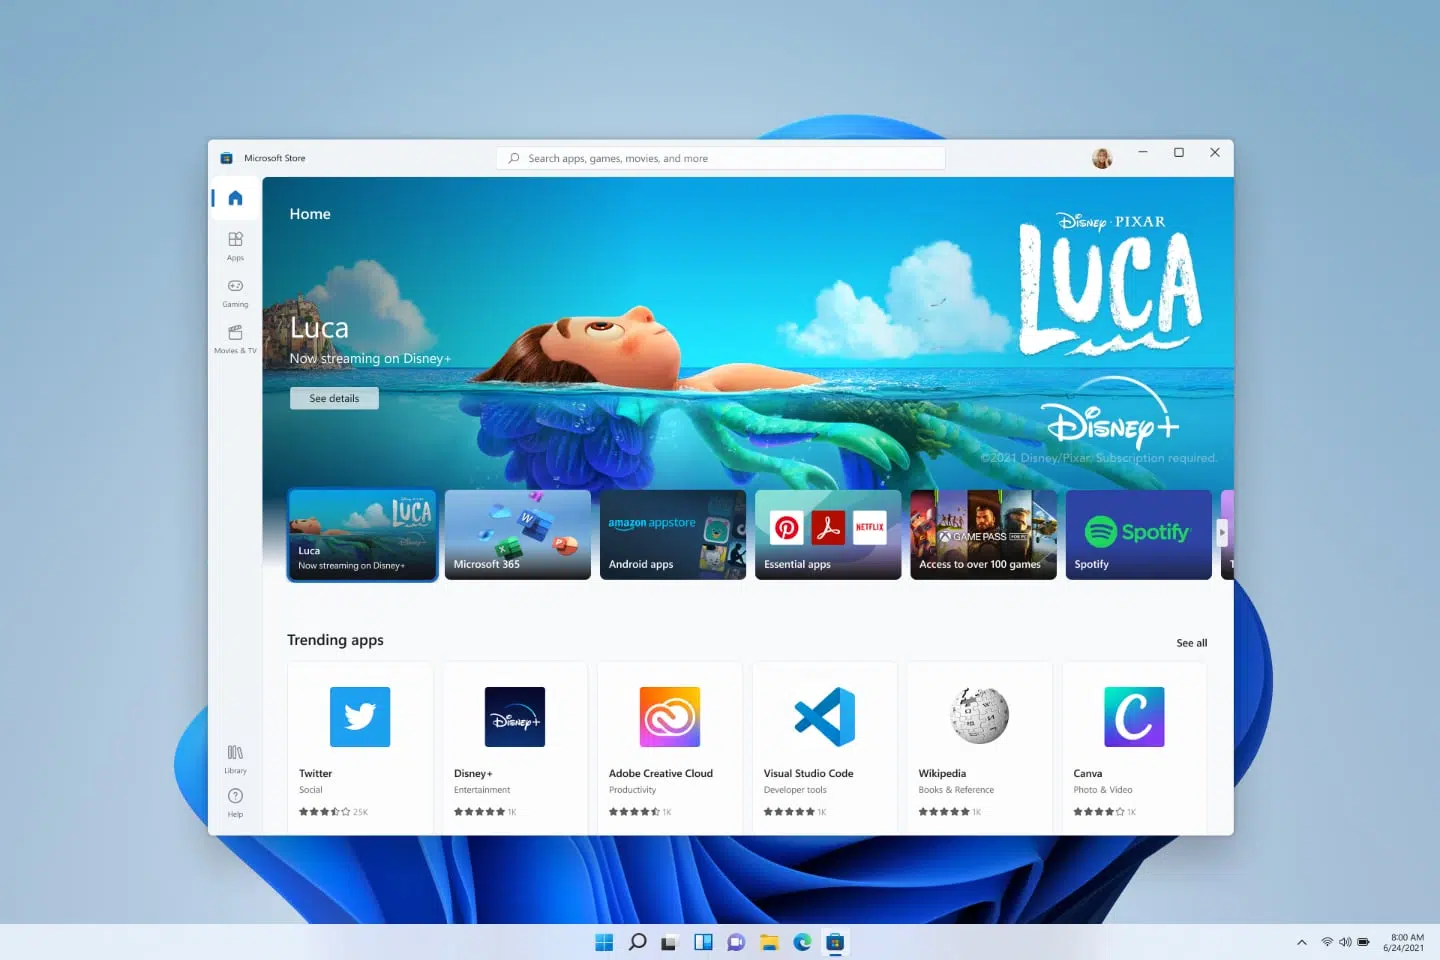 Microsoft Store
Search apps, games, movies, and more
Home
Apps
Gaming
Movies & TV
Library
Help
Luca
Now streaming on Disney+
See details
Disney · PIXAR
LUCA
Disney+
©2021 Disney/Pixar. Subscription required.
LUCA
Luca
Now streaming on Disney+
Microsoft 365
amazon appstore
Android apps
NETFLIX
Essential apps
GAME PASS
Access to over 100 games
Spotify
Spotify
Trending apps
See all
Disney+
Twitter
Social
25K
Disney+
Entertainment
1K
Adobe Creative Cloud
Productivity
1K
Visual Studio Code
Developer tools
1K
Wikipedia
Books & Reference
1K
Canva
Photo & Video
1K
8:00 AM
6/24/2021